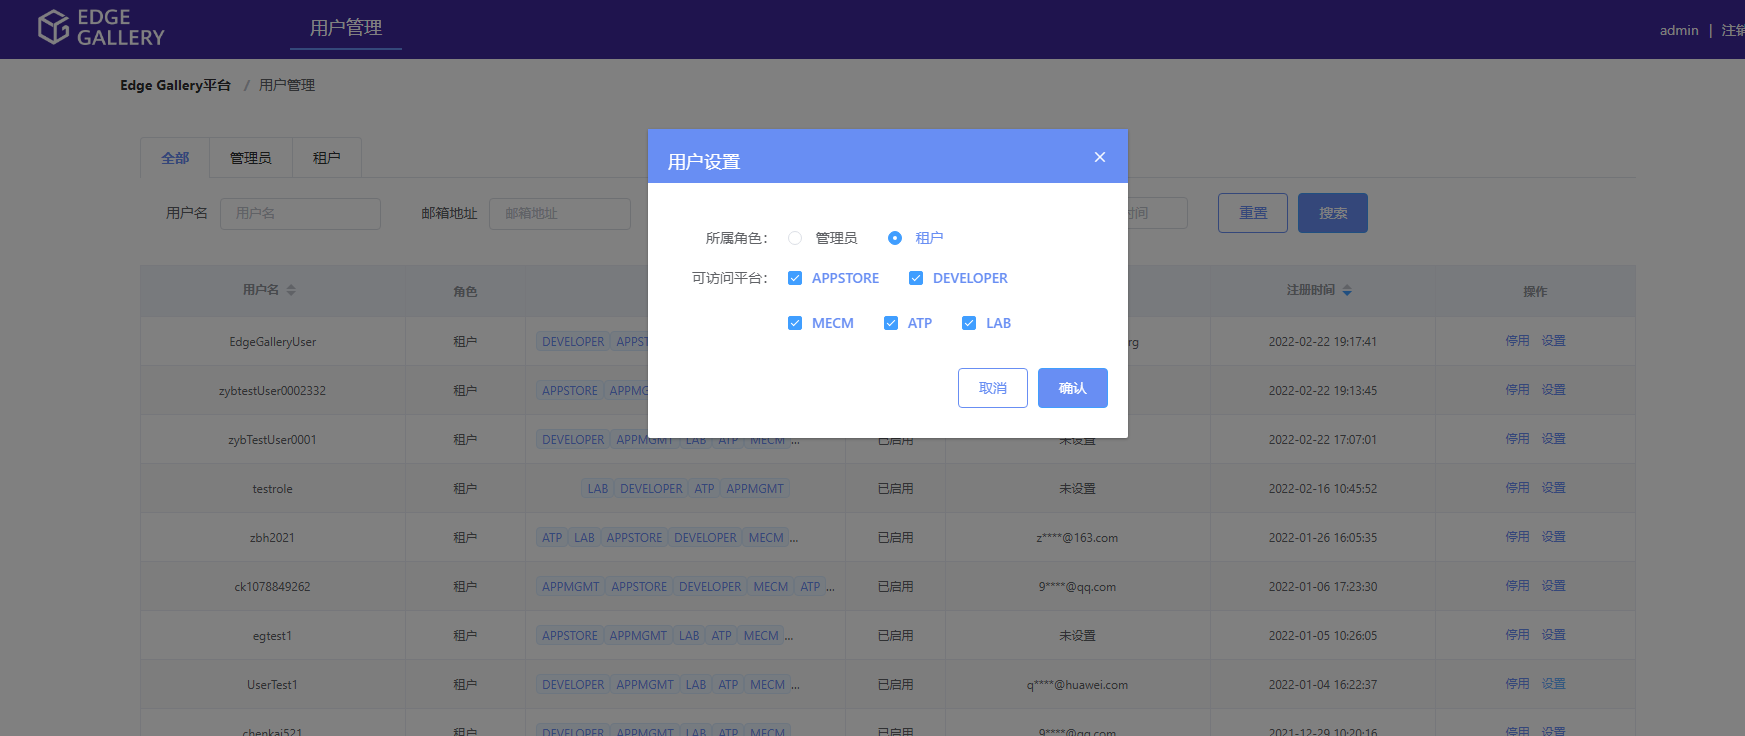 EDGE GALLERY
用户管理
admin | 注销
Edge Gallery平台 / 用户管理
全部 管理员 租户
用户名 用户名 邮箱地址 邮箱地址 时间 重置 搜索
用户设置
所属角色： 管理员 租户
可访问平台： APPSTORE DEVELOPER
MECM ATP LAB
取消 确认
用户名 角色 注册时间 操作
EdgeGalleryUser 租户 DEVELOPER APPST rg 2022-02-22 19:17:41 停用 设置
zybtestUser0002332 租户 APPSTORE APPMG 2022-02-22 19:13:45 停用 设置
zybTestUser0001 租户 DEVELOPER APPMGMT LAB ATP MECM ... 已启用 未设置 2022-02-22 17:07:01 停用 设置
testrole 租户 LAB DEVELOPER ATP APPMGMT 已启用 未设置 2022-02-16 10:45:52 停用 设置
zbh2021 租户 ATP LAB APPSTORE DEVELOPER MECM ... 已启用 z****@163.com 2022-01-26 16:05:35 停用 设置
ck1078849262 租户 APPMGMT APPSTORE DEVELOPER MECM ATP ... 已启用 9****@qq.com 2022-01-06 17:23:30 停用 设置
egtest1 租户 APPSTORE APPMGMT LAB ATP MECM ... 已启用 未设置 2022-01-05 10:26:05 停用 设置
UserTest1 租户 DEVELOPER APPMGMT LAB ATP MECM ... 已启用 q****@huawei.com 2022-01-04 16:22:37 停用 设置
chenkai521 租户 DEVELOPER APPMGMT LAB ATP MECM 已启用 9****@qq.com 2021-12-29 10:20:16 停用 设置